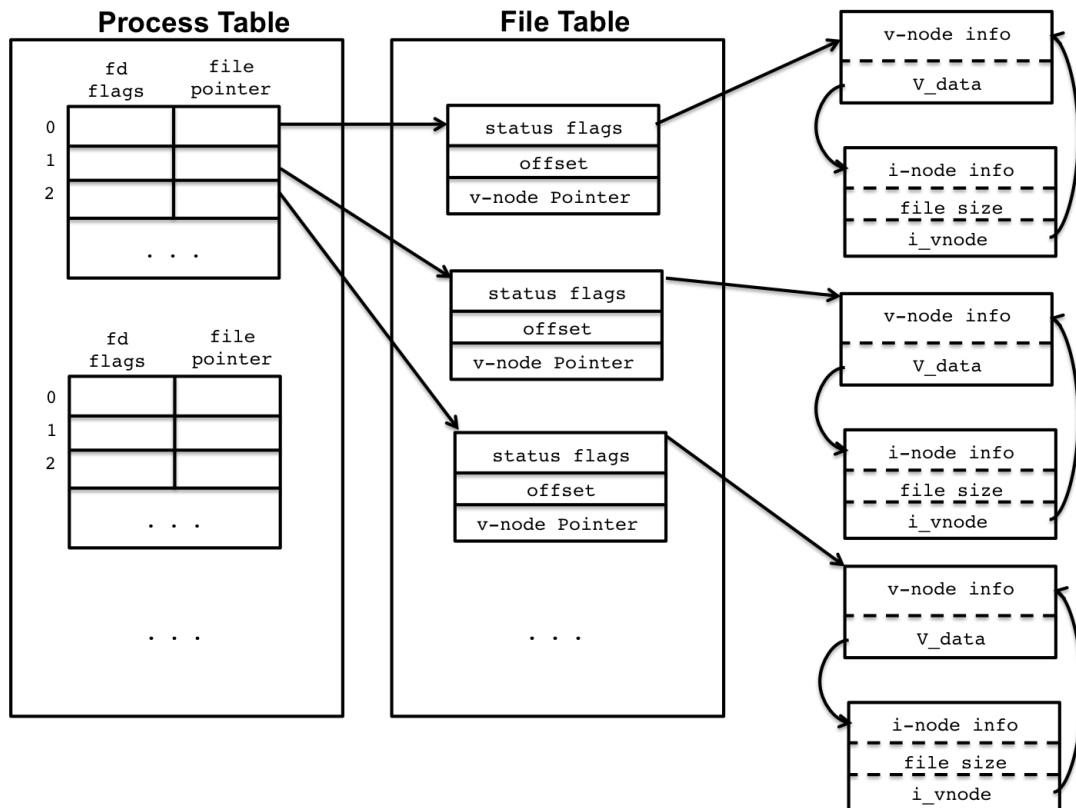 Process Table
fd flags
file pointer
0
1
2
. . .
fd flags
file pointer
0
1
2
. . .
. . .
File Table
status flags
offset
v-node Pointer
status flags
offset
v-node Pointer
status flags
offset
v-node Pointer
. . .
v-node info
V_data
i-node info
file size
i_vnode
v-node info
V_data
i-node info
file size
i_vnode
v-node info
V_data
i-node info
file size
i_vnode